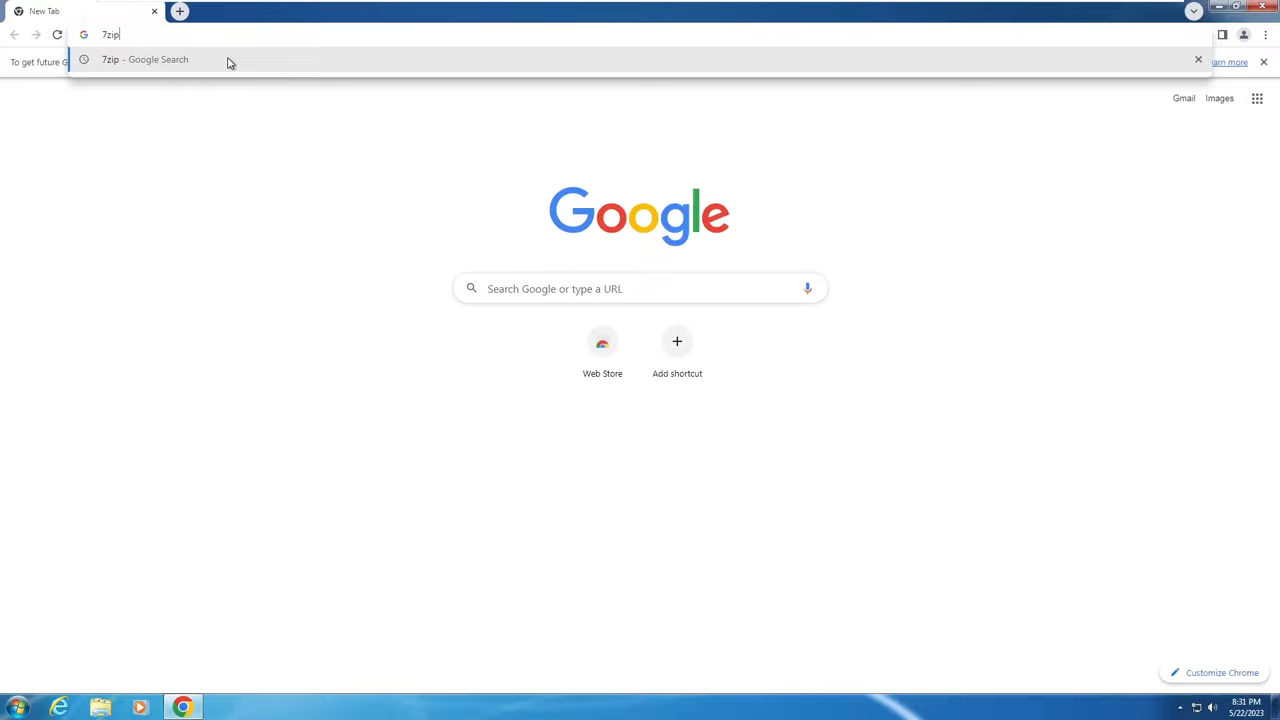 New Tab
7zip
7zip - Google Search
To get future G
earn more
Gmail Images
Google
Search Google or type a URL
Web Store Add shortcut
Customize Chrome
8:31 PM
5/22/2023